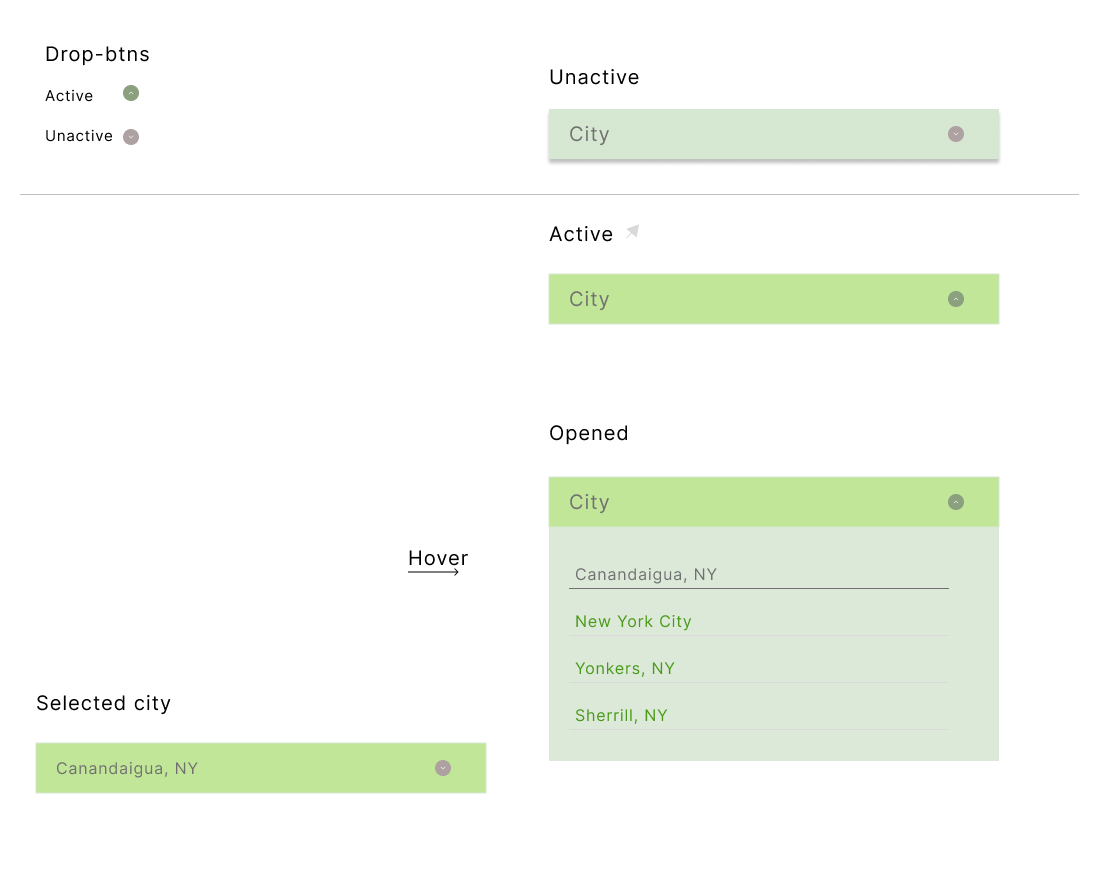 Drop-btns
Active
Unactive
Unactive
City
Active
City
Opened
City
Hover
Canandaigua, NY
New York City
Yonkers, NY
Sherrill, NY
Selected city
Canandaigua, NY